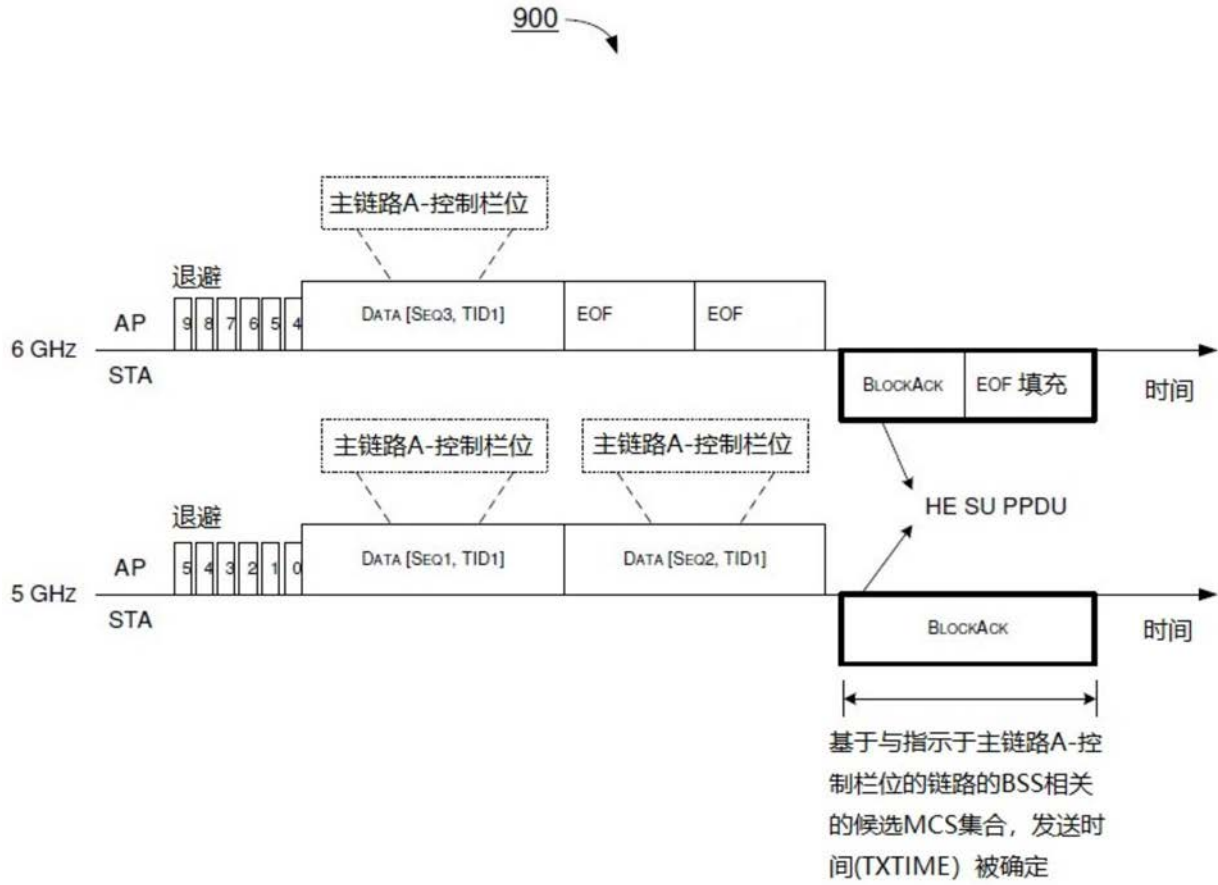 900
主链路A-控制栏位
退避
AP
9 8 7 6 5 4
DATA [SEQ3, TID1]
EOF
EOF
6 GHZ
STA
BLOCKACK
EOF 填充
时间
主链路A-控制栏位
主链路A-控制栏位
HE SU PPDU
退避
AP
5 4 3 2 1 0
DATA [SEQ1, TID1]
DATA [SEQ2, TID1]
5 GHZ
STA
BLOCKACK
时间
基于与指示于主链路A-控
制栏位的链路的BSS相关
的候选MCS集合，发送时
间(TXTIME）被确定